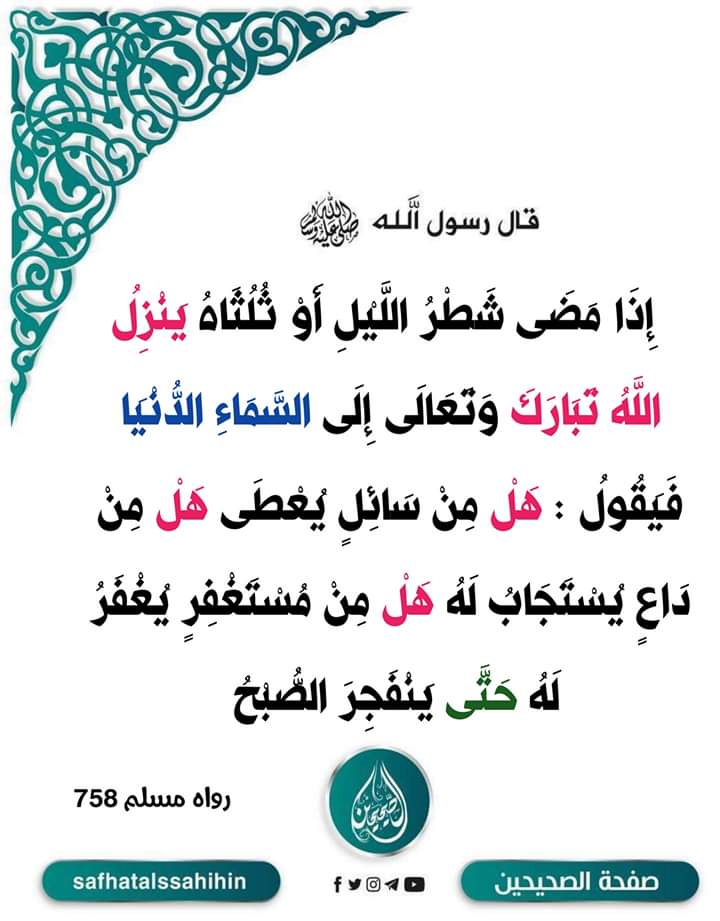 قال رسول الله ﷺ
إِذَا مَضَى شَطْرُ اللَّيْلِ أَوْ ثُلُثَاهُ يَنْزِلُ
اللَّهُ تَبَارَكَ وَتَعَالَى إِلَى السَّمَاءِ الدُّنْيَا
فَيَقُولُ : هَلْ مِنْ سَائِلٍ يُعْطَى هَلْ مِنْ
دَاعٍ يُسْتَجَابُ لَهُ هَلْ مِنْ مُسْتَغْفِرٍ يُغْفَرُ
لَهُ حَتَّى يَنْفَجِرَ الصُّبْحُ
رواه مسلم 758
الصحيحين
صفحة الصحيحين
safhatalssahihin